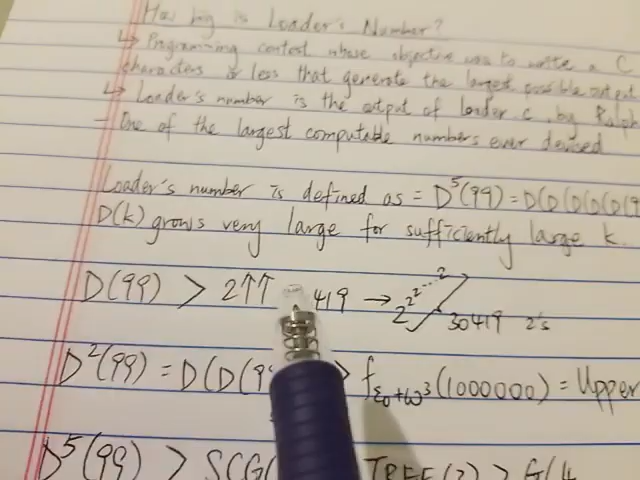 How big is Loader's Number?
↳ Programming contest whose objective was to write a C
characters or less that generate the largest possible output
↳ Loader's number is the output of loader.c, by Ralph
- One of the largest computable numbers ever devised
Loader's number is defined as = D⁵(99) = D(D(D(D(D(9
D(k) grows very large for sufficiently large k.
D(99) > 2↑↑ 419 → 2^2^2^...^2 30419 2's
D²(99) = D(D(9 > f_ε₀+ω³(1000000) = Upper
D⁵(99) > SCG( TREE(3) > G(4